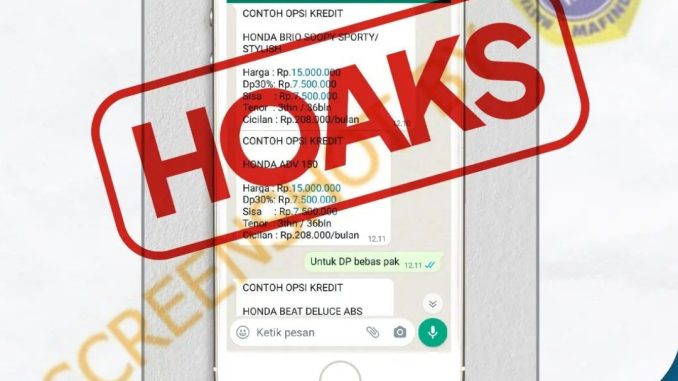 CONTOH OPSI KREDIT
HONDA BRIO SOOPY SPORTY/
STYLISH
Harga : Rp.15.000.000
Dp30%: Rp.7.500.000
Sisa : Rp.7.500.000
Tenor : 3thn / 36bln
Cicilan : Rp.208.000/bulan
12.10
CONTOH OPSI KREDIT
HONDA ADV 150
Harga : Rp.15.000.000
Dp30%: Rp.7.500.000
Sisa : Rp.7.500.000
Tenor : 3thn / 36bln
Cicilan : Rp.208.000/bulan
12.11
Untuk DP bebas pak 12.11
CONTOH OPSI KREDIT
HONDA BEAT DELUCE ABS
Ketik pesan
HOAKS
SCREENSHOT BY
MAFINDO